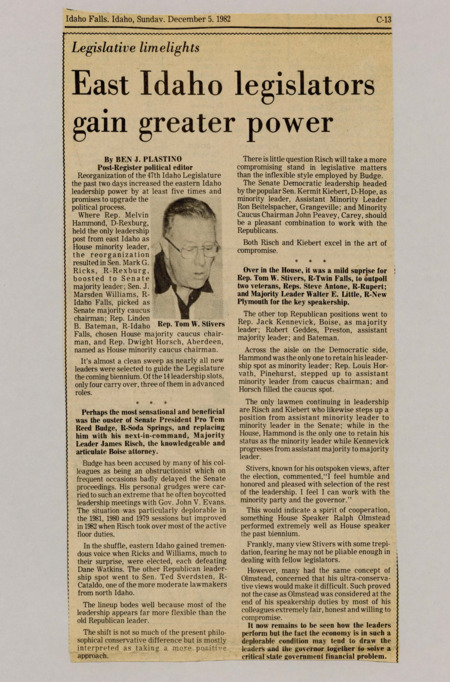 Idaho Falls, Idaho, Sunday, December 5, 1982
C-13
Legislative limelights
East Idaho legislators
gain greater power
By BEN J. PLASTINO
Post-Register political editor
Reorganization of the 47th Idaho Legislature
the past two days increased the eastern Idaho
leadership power by at least five times and
promises to upgrade the
political process.
Where Rep. Melvin
Hammond, D-Rexburg,
held the only leadership
post from east Idaho as
House minority leader,
the reorganization
resulted in Sen. Mark G.
Ricks, R-Rexburg,
boosted to Senate
majority leader; Sen. J.
Marsden Williams, R-
Idaho Falls, picked as
Senate majority caucus
chairman; Rep. Linden
B. Bateman, R-Idaho
Falls, chosen House majority caucus chair-
man, and Rep. Dwight Horsch, Aberdeen,
named as House minority caucus chairman.
Rep. Tom W. Stivers
It's almost a clean sweep as nearly all new
leaders were selected to guide the Legislature
the coming biennium. Of the 14 leadership slots,
only four carry over, three of them in advanced
roles.
* * *
Perhaps the most sensational and beneficial
was the ouster of Senate President Pro Tem
Reed Budge, R-Soda Springs, and replacing
him with his next-in-command, Majority
Leader James Risch, the knowledgeable and
articulate Boise attorney.
Budge has been accused by many of his col-
leagues as being an obstructionist which on
frequent occasions badly delayed the Senate
proceedings. His personal grudges were car-
ried to such an extreme that he often boycotted
leadership meetings with Gov. John V. Evans.
The situation was particularly deplorable in
the 1981, 1980 and 1979 sessions but improved
in 1982 when Risch took over most of the active
floor duties.
In the shuffle, eastern Idaho gained tremen-
dous voice when Ricks and Williams, much to
their surprise, were elected, each defeating
Dane Watkins. The other Republican leader-
ship spot went to Sen. Ted Sverdsten, R-
Cataldo, one of the more moderate lawmakers
from north Idaho.
The lineup bodes well because most of the
leadership appears far more flexible than the
old Republican leader.
The shift is not so much of the present philo-
sophical conservative difference but is mostly
interpreted as taking a more positive
approach.
There is little question Risch will take a more
compromising stand in legislative matters
than the inflexible style employed by Budge.
The Senate Democratic leadership headed
by the popular Sen. Kermit Kiebert, D-Hope, as
minority leader, Assistant Minority Leader
Ron Beitelspacher, Grangeville; and Minority
Caucus Chairman John Peavey, Carey, should
be a pleasant combination to work with the
Republicans.
Both Risch and Kiebert excel in the art of
compromise.
* * *
Over in the House, it was a mild suprise for
Rep. Tom W. Stivers, R-Twin Falls, to outpoll
two veterans, Reps. Steve Antone, R-Rupert;
and Majority Leader Walter E. Little, R-New
Plymouth for the key speakership.
The other top Republican positions went to
Rep. Jack Kennevick, Boise, as majority
leader; Robert Geddes, Preston, assistant
majority leader; and Bateman.
Across the aisle on the Democratic side,
Hammond was the only one to retain his leader-
ship spot as minority leader; Rep. Louis Hor-
vath, Pinehurst, stepped up to assistant
minority leader from caucus chairman; and
Horsch filled the caucus spot.
The only lawmen continuing in leadership
are Risch and Kiebert who likewise steps up a
position from assistant minority leader to
minority leader in the Senate; while in the
House, Hammond is the only one to retain his
status as the minority leader while Kennevick
progresses from assistant majority to majority
leader.
Stivers, known for his outspoken views, after
the election, commented, "I feel humble and
honored and pleased with selection of the rest
of the leadership. I feel I can work with the
minority party and the governor."
This would indicate a spirit of cooperation,
something House Speaker Ralph Olmstead
performed extremely well as House speaker
the past biennium.
Frankly, many view Stivers with some trepi-
dation, fearing he may not be pliable enough in
dealing with fellow legislators.
However, many had the same concept of
Olmstead, concerned that his ultra-conserva-
tive views would make it difficult. Such proved
not the case as Olmstead was considered at the
end of his speakership duties by most of his
colleagues extremely fair, honest and willing to
compromise.
It now remains to be seen how the leaders
perform but the fact the economy is in such a
deplorable condition may tend to draw the
leaders and the governor together to solve a
critical state government financial problem.